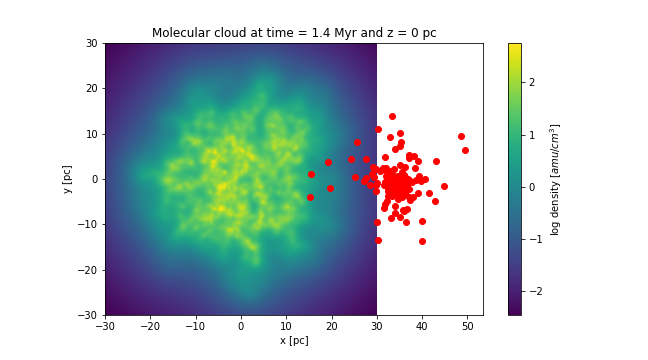 Molecular cloud at time = 1.4 Myr and z = 0 pc
30
20
10
0
−10
−20
−30
y [pc]
−30 −20 −10 0 10 20 30 40 50
x [pc]
2
1
0
−1
−2
log density [amu/cm³]